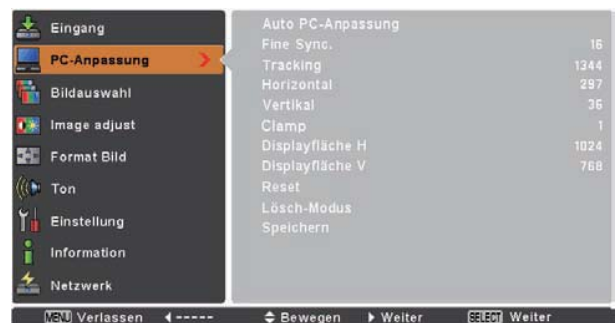 Eingang
PC-Anpassung
Bildauswahl
Image adjust
Format Bild
Ton
Einstellung
Information
Netzwerk
Auto PC-Anpassung
Fine Sync. 16
Tracking 1344
Horizontal 297
Vertikal 36
Clamp 1
Displayfläche H 1024
Displayfläche V 768
Reset
Lösch-Modus
Speichern
MENU Verlassen ----- Bewegen Weiter SELECT Weiter